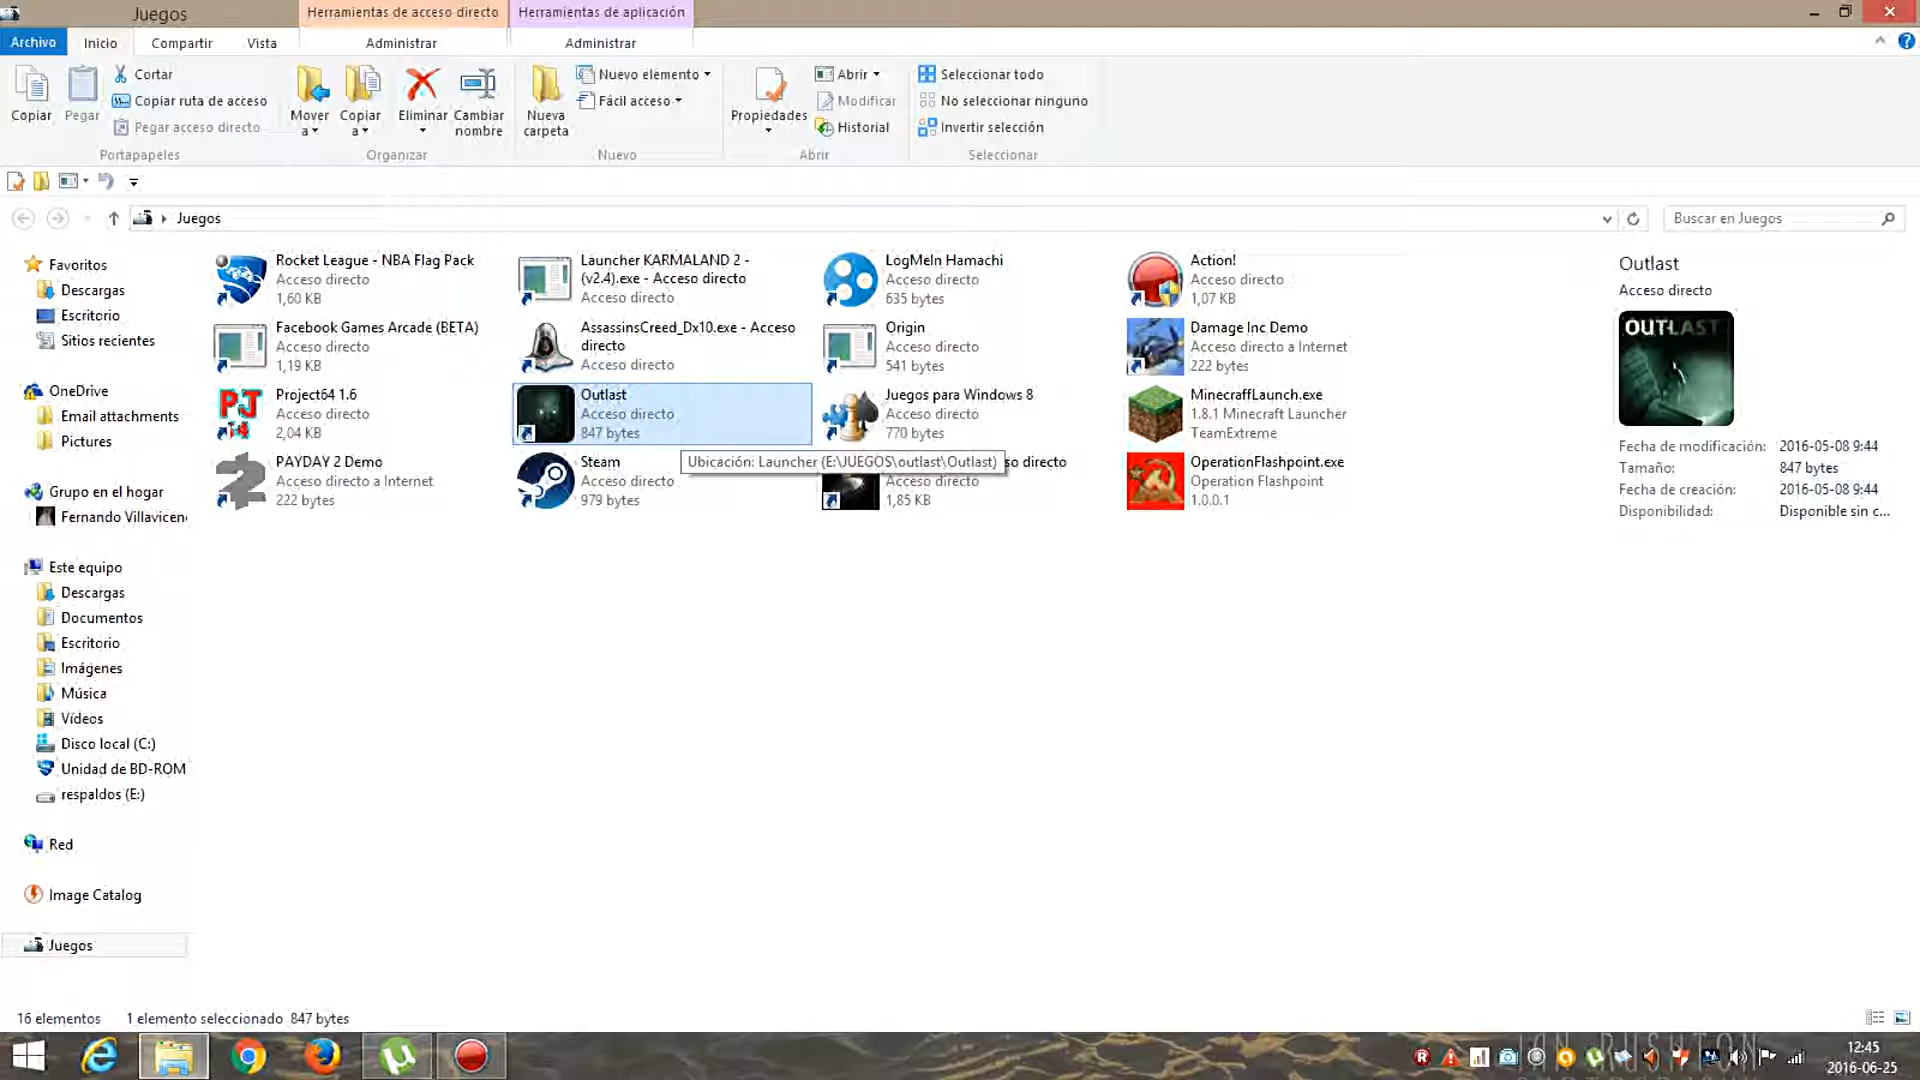 Juegos
Herramientas de acceso directo
Herramientas de aplicación
Archivo
Inicio
Compartir
Vista
Administrar
Administrar
Copiar
Pegar
Cortar
Copiar ruta de acceso
Pegar acceso directo
Portapapeles
Mover a
Copiar a
Eliminar
Cambiar nombre
Organizar
Nueva carpeta
Nuevo elemento
Fácil acceso
Nuevo
Propiedades
Abrir
Modificar
Historial
Abrir
Seleccionar todo
No seleccionar ninguno
Invertir selección
Seleccionar
Juegos
Buscar en Juegos
Favoritos
Descargas
Escritorio
Sitios recientes
OneDrive
Email attachments
Pictures
Grupo en el hogar
Fernando Villavicen
Este equipo
Descargas
Documentos
Escritorio
Imágenes
Música
Vídeos
Disco local (C:)
Unidad de BD-ROM
respaldos (E:)
Red
Image Catalog
Juegos
Rocket League - NBA Flag Pack
Acceso directo
1,60 KB
Launcher KARMALAND 2 -
(v2.4).exe - Acceso directo
Acceso directo
LogMeIn Hamachi
Acceso directo
635 bytes
Action!
Acceso directo
1,07 KB
Facebook Games Arcade (BETA)
Acceso directo
1,19 KB
AssassinsCreed_Dx10.exe - Acceso
directo
Acceso directo
Origin
Acceso directo
541 bytes
Damage Inc Demo
Acceso directo a Internet
222 bytes
PJ
64
Project64 1.6
Acceso directo
2,04 KB
Outlast
Acceso directo
847 bytes
Juegos para Windows 8
Acceso directo
770 bytes
MinecraffLaunch.exe
1.8.1 Minecraft Launcher
TeamExtreme
2
PAYDAY 2 Demo
Acceso directo a Internet
222 bytes
Steam
Acceso directo
979 bytes
Ubicación: Launcher (E:\JUEGOS\outlast\Outlast)
so directo
Acceso directo
1,85 KB
OperationFlashpoint.exe
Operation Flashpoint
1.0.0.1
Outlast
Acceso directo
OUTLAST
Fecha de modificación: 2016-05-08 9:44
Tamaño: 847 bytes
Fecha de creación: 2016-05-08 9:44
Disponibilidad: Disponible sin c...
16 elementos
1 elemento seleccionado 847 bytes
12:45
2016-06-25